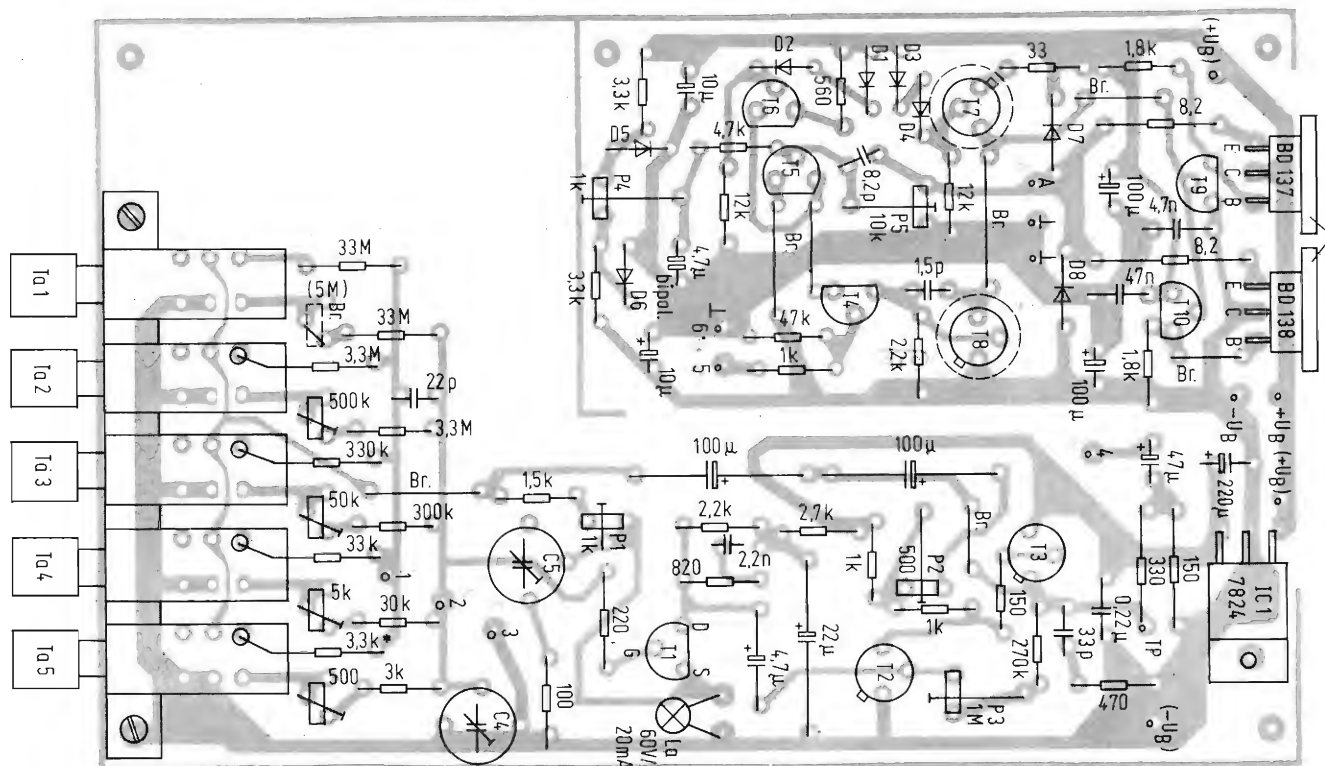 D2
D1
D3
33
1,8k
(+UB)
3,3k
10µ
T6
560
T7
Br.
8,2
D5
4,7k
D4
D7
E
C
B
BD137
P4
1k
T5
8,2p
A
12k
P5
10k
12k
Br.
100µ
T9
4,7n
Br.
T
T
8,2
Ta1
33M
(5M)
Br.
3,3k
D6
4,7µ
bipol.
T
1,5p
D8
47n
E
C
B
BD138
33M
6
5
T4
T8
T10
Ta2
3,3M
47k
1k
2,2k
10µ
100µ
1,8k
Br.
22p
500k
3,3M
-UB
+UB (+UB)
Ta3
330k
100µ
100µ
4
47µ
220µ
Br.
1,5k
50k
300k
2,2k
2,7k
Br.
P1
1k
C5
2,2n
1k
500
P2
T3
Ta4
33k
820
150
330
150
IC1
7824
1
5k
30k
2
220
1k
0,22µ
3
D
G
S
T1
22µ
33p
TP
Ta5
3,3k*
4,7µ
T2
270k
500
3k
100
P3
1M
470
C4
La
60V/
20mA
(-UB)